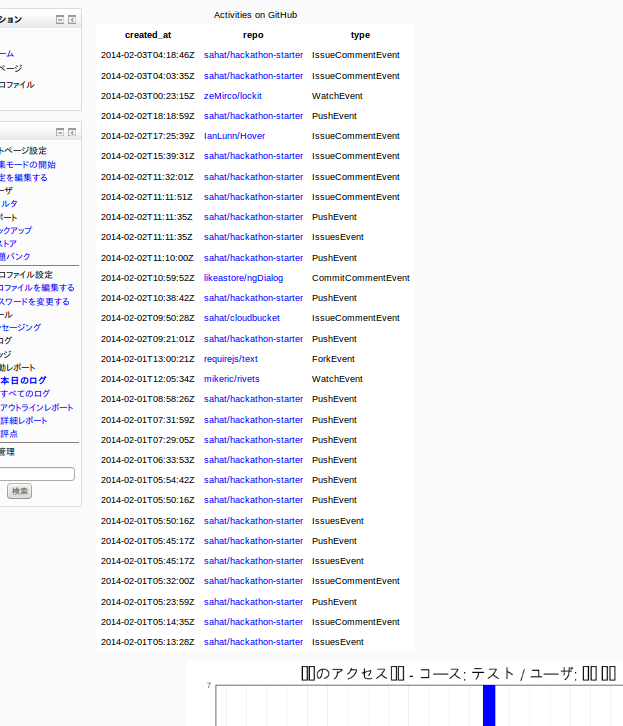 Activities on GitHub
created_at repo type
2014-02-03T04:18:46Z sahat/hackathon-starter IssueCommentEvent
2014-02-03T04:03:35Z sahat/hackathon-starter IssueCommentEvent
2014-02-03T00:23:15Z zeMirco/lockit WatchEvent
2014-02-02T18:18:59Z sahat/hackathon-starter PushEvent
2014-02-02T17:25:39Z IanLunn/Hover IssueCommentEvent
2014-02-02T15:39:31Z sahat/hackathon-starter IssueCommentEvent
2014-02-02T11:32:01Z sahat/hackathon-starter IssueCommentEvent
2014-02-02T11:11:51Z sahat/hackathon-starter IssueCommentEvent
2014-02-02T11:11:35Z sahat/hackathon-starter PushEvent
2014-02-02T11:11:35Z sahat/hackathon-starter IssuesEvent
2014-02-02T11:10:00Z sahat/hackathon-starter PushEvent
2014-02-02T10:59:52Z likeastore/ngDialog CommitCommentEvent
2014-02-02T10:38:42Z sahat/hackathon-starter PushEvent
2014-02-02T09:50:28Z sahat/cloudbucket IssueCommentEvent
2014-02-02T09:21:01Z sahat/hackathon-starter PushEvent
2014-02-01T13:00:21Z requirejs/text ForkEvent
2014-02-01T12:05:34Z mikeric/rivets WatchEvent
2014-02-01T08:58:26Z sahat/hackathon-starter PushEvent
2014-02-01T07:31:59Z sahat/hackathon-starter PushEvent
2014-02-01T07:29:05Z sahat/hackathon-starter PushEvent
2014-02-01T06:33:53Z sahat/hackathon-starter PushEvent
2014-02-01T05:54:42Z sahat/hackathon-starter PushEvent
2014-02-01T05:50:16Z sahat/hackathon-starter PushEvent
2014-02-01T05:50:16Z sahat/hackathon-starter IssuesEvent
2014-02-01T05:45:17Z sahat/hackathon-starter PushEvent
2014-02-01T05:45:17Z sahat/hackathon-starter IssuesEvent
2014-02-01T05:32:00Z sahat/hackathon-starter IssueCommentEvent
2014-02-01T05:23:59Z sahat/hackathon-starter PushEvent
2014-02-01T05:14:35Z sahat/hackathon-starter IssueCommentEvent
2014-02-01T05:13:28Z sahat/hackathon-starter IssuesEvent
ション
ーム
ページ
ロファイル
トページ設定
集モードの開始
定を編集する
ーザ
ルタ
ポート
ックアップ
ストア
題バンク
ロファイル設定
ロファイルを編集する
スワードを変更する
ール
ッセージング
ログ
ッジ
動レポート
本日のログ
すべてのログ
アウトラインレポート
詳細レポート
評点
管理
検索
のアクセス - コース: テスト / ユーザ:
7